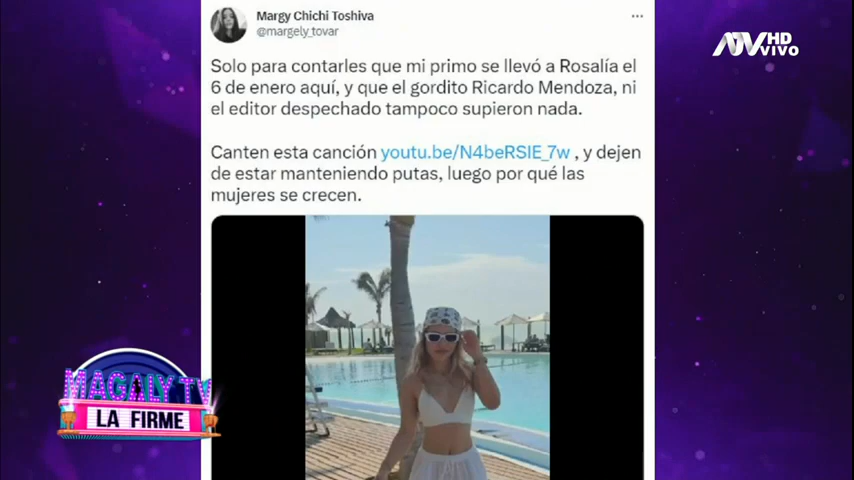 Margy Chichi Toshiva
@margely_tovar
Solo para contarles que mi primo se llevó a Rosalía el
6 de enero aquí, y que el gordito Ricardo Mendoza, ni
el editor despechado tampoco supieron nada.
Canten esta canción youtu.be/N4beRSIE_7w , y dejen
de estar manteniendo putas, luego por qué las
mujeres se crecen.
ATV HD
VIVO
MAGALY TV
LA FIRME